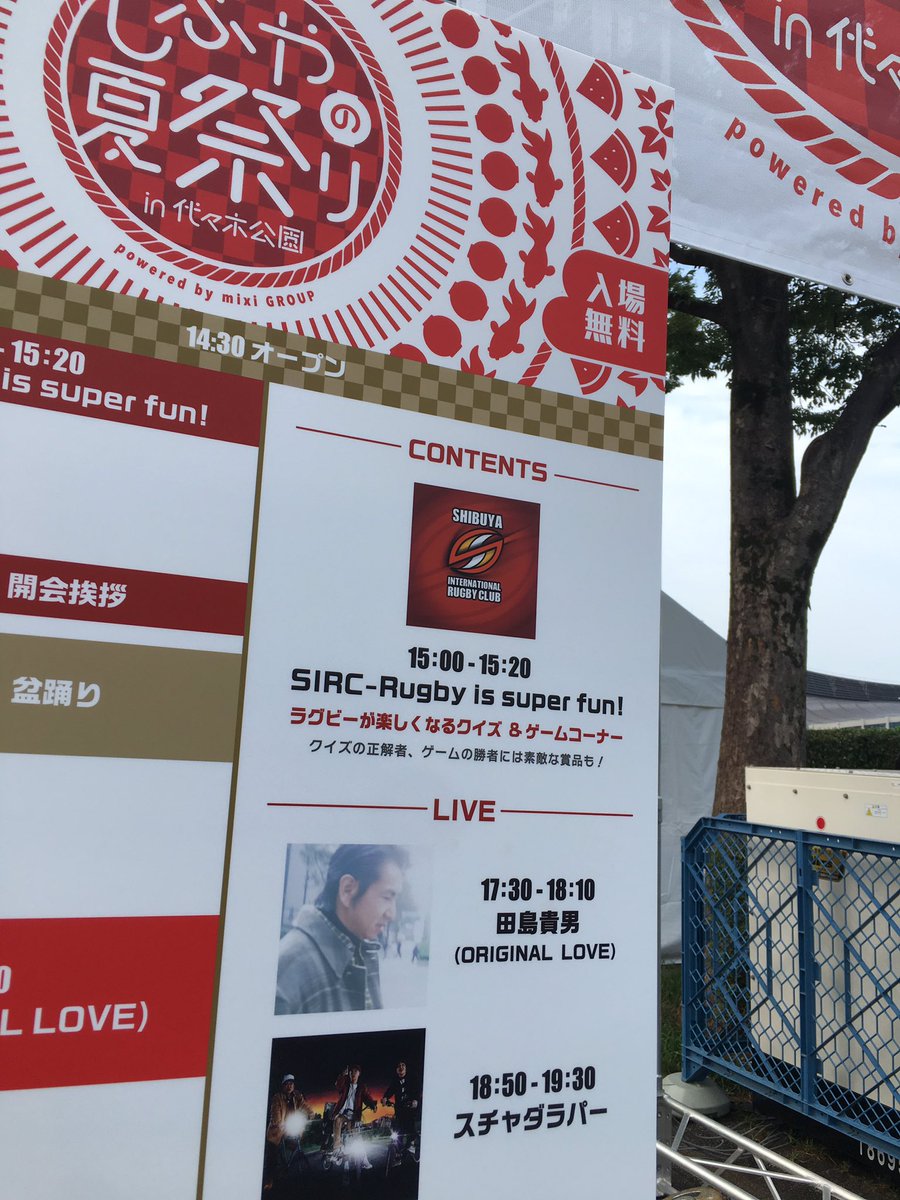 しぶやの
夏祭り
in 代々木公園
powered by mixi GROUP
入場
無料
in 代々木
powered b
14:30 オープン
- 15:20
is super fun!
開会挨拶
盆踊り
0
L LOVE)
CONTENTS
SHIBUYA
INTERNATIONAL
RUGBY CLUB
15:00 - 15:20
SIRC-Rugby is super fun!
ラグビーが楽しくなるクイズ & ゲームコーナー
クイズの正解者、ゲームの勝者には素敵な賞品も!
LIVE
17:30 - 18:10
田島貴男
(ORIGINAL LOVE)
18:50 - 19:30
スチャダラパー